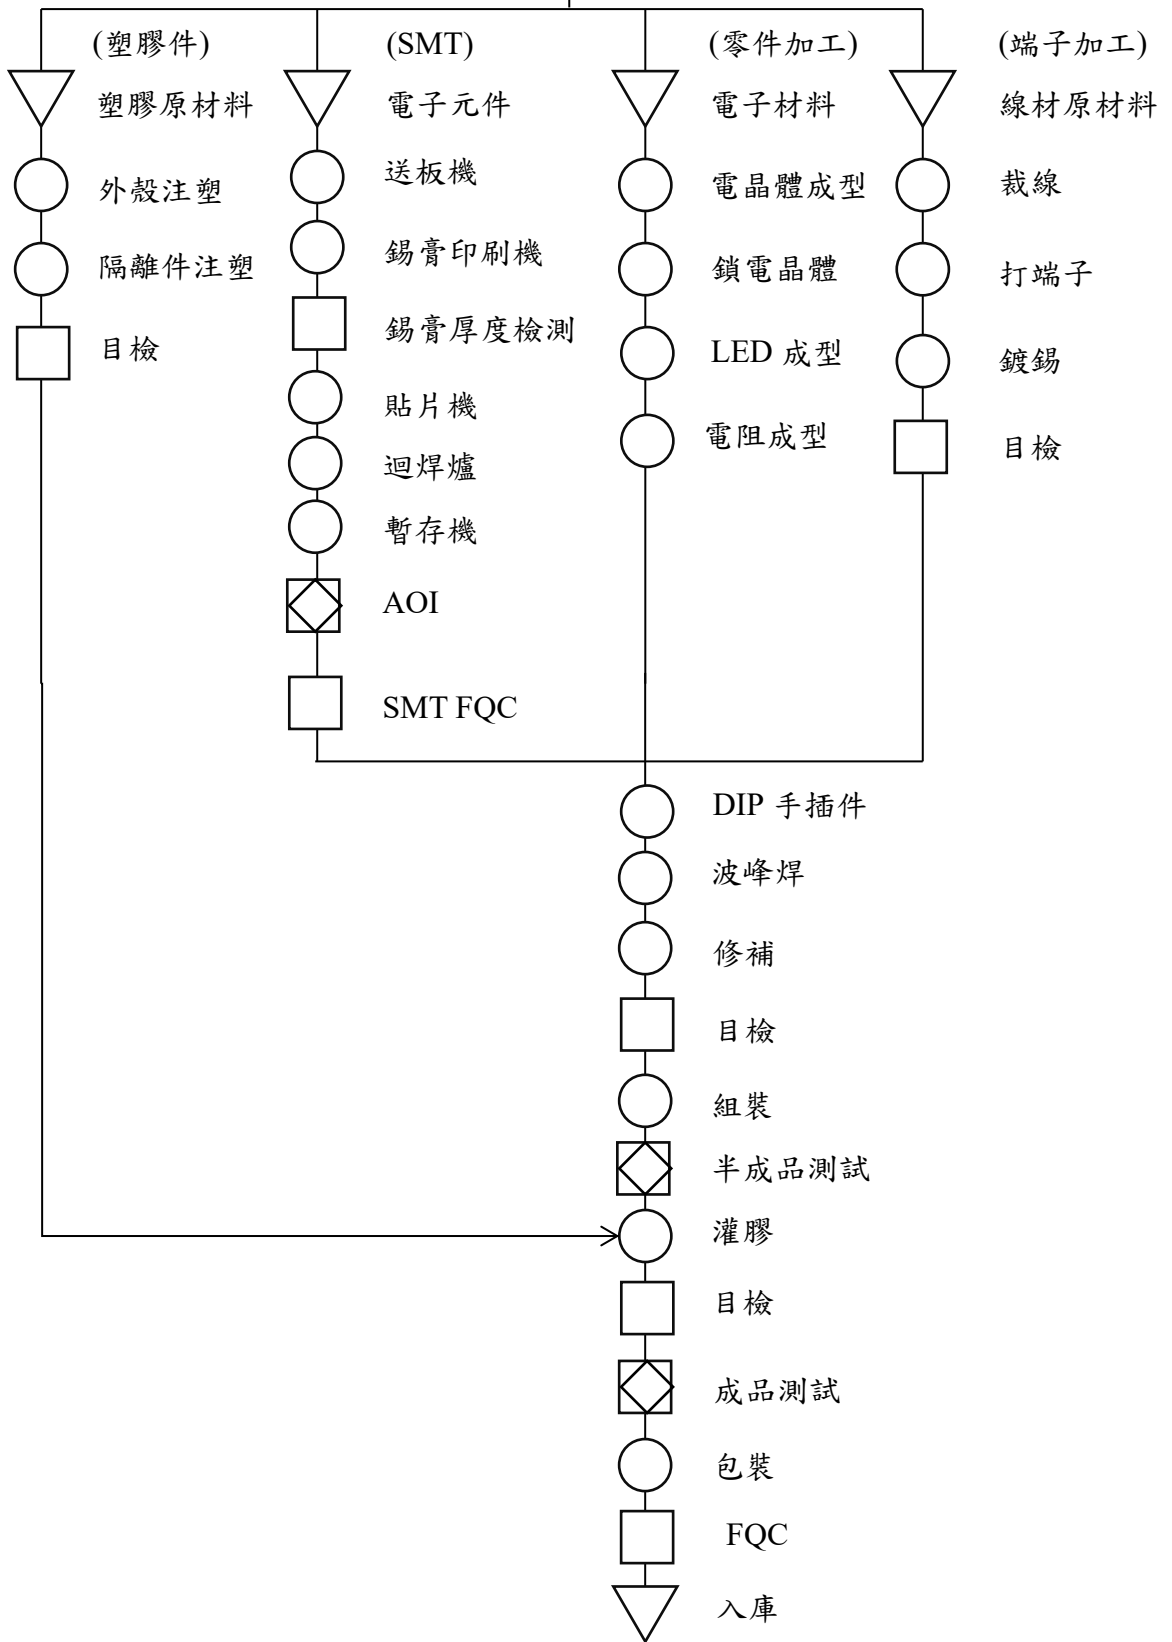 (塑膠件)
塑膠原材料
外殼注塑
隔離件注塑
目檢
(SMT)
電子元件
送板機
錫膏印刷機
錫膏厚度檢測
貼片機
迴焊爐
暫存機
AOI
SMT FQC
(零件加工)
電子材料
電晶體成型
鎖電晶體
LED 成型
電阻成型
(端子加工)
線材原材料
裁線
打端子
鍍錫
目檢
DIP 手插件
波峰焊
修補
目檢
組裝
半成品測試
灌膠
目檢
成品測試
包裝
FQC
入庫